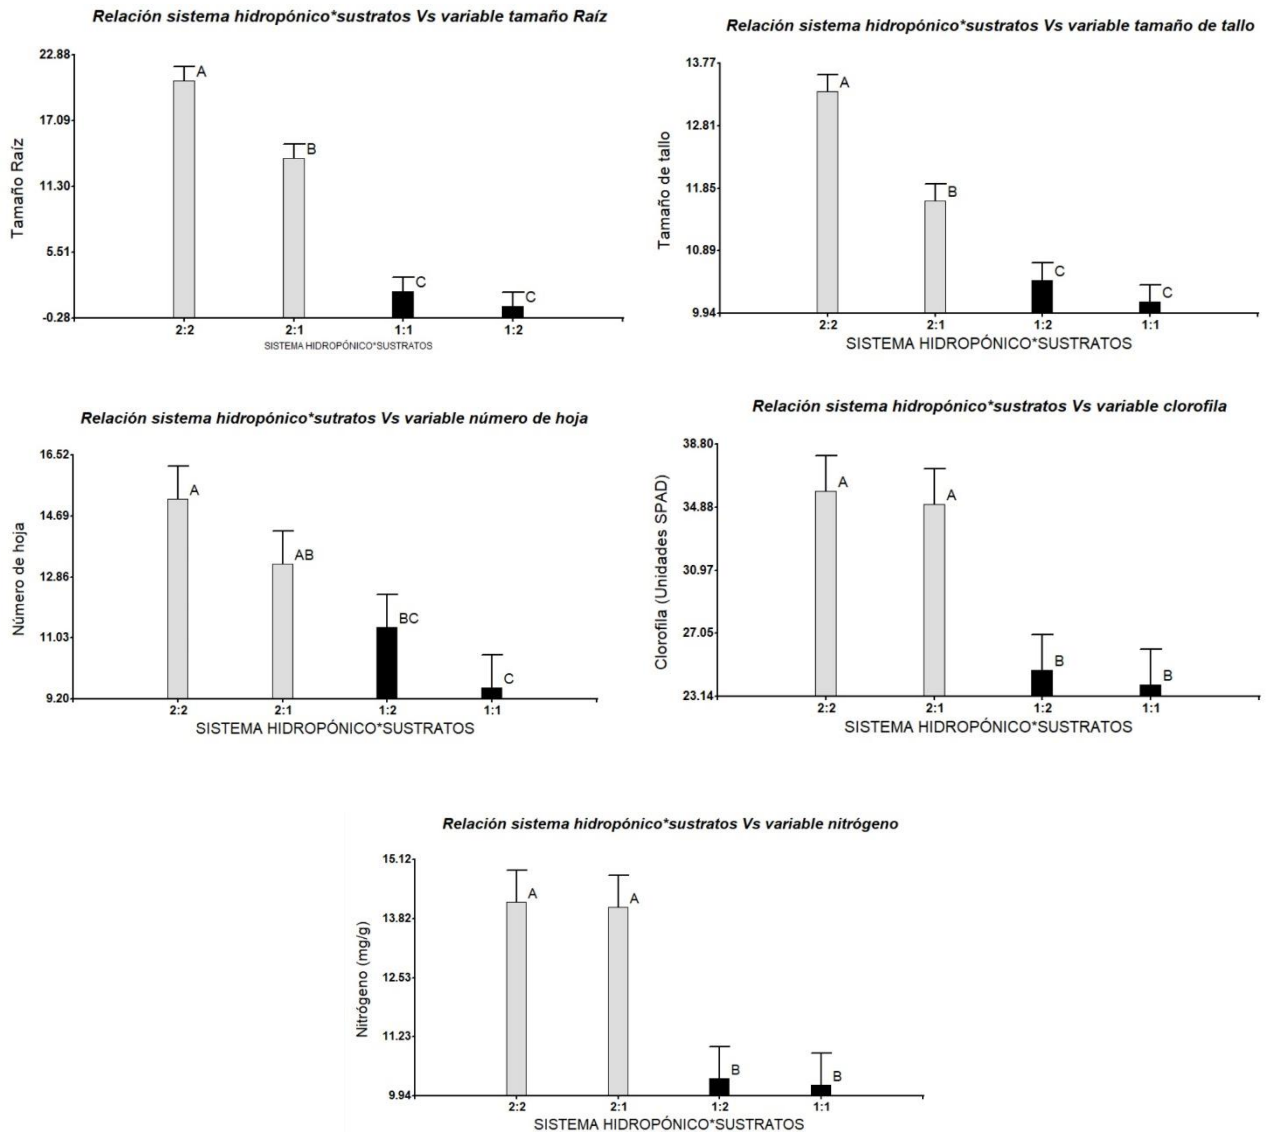 Relación sistema hidropónico*sustratos Vs variable tamaño Raíz
22.88
17.09
11.30
5.51
-0.28
Tamaño Raíz
A
B
C
C
2:2
2:1
1:1
1:2
SISTEMA HIDROPÓNICO*SUSTRATOS
Relación sistema hidropónico*sustratos Vs variable tamaño de tallo
13.77
12.81
11.85
10.89
9.94
Tamaño de tallo
A
B
C
C
2:2
2:1
1:2
1:1
SISTEMA HIDROPÓNICO*SUSTRATOS
Relación sistema hidropónico*sutratos Vs variable número de hoja
16.52
14.69
12.86
11.03
9.20
Número de hoja
A
AB
BC
C
2:2
2:1
1:2
1:1
SISTEMA HIDROPÓNICO*SUSTRATOS
Relación sistema hidropónico*sustratos Vs variable clorofila
38.80
34.88
30.97
27.05
23.14
Clorofila (Unidades SPAD)
A
A
B
B
2:2
2:1
1:2
1:1
SISTEMA HIDROPÓNICO*SUSTRATOS
Relación sistema hidropónico*sustratos Vs variable nitrógeno
15.12
13.82
12.53
11.23
9.94
Nitrógeno (mg/g)
A
A
B
B
2:2
2:1
1:2
1:1
SISTEMA HIDROPÓNICO*SUSTRATOS